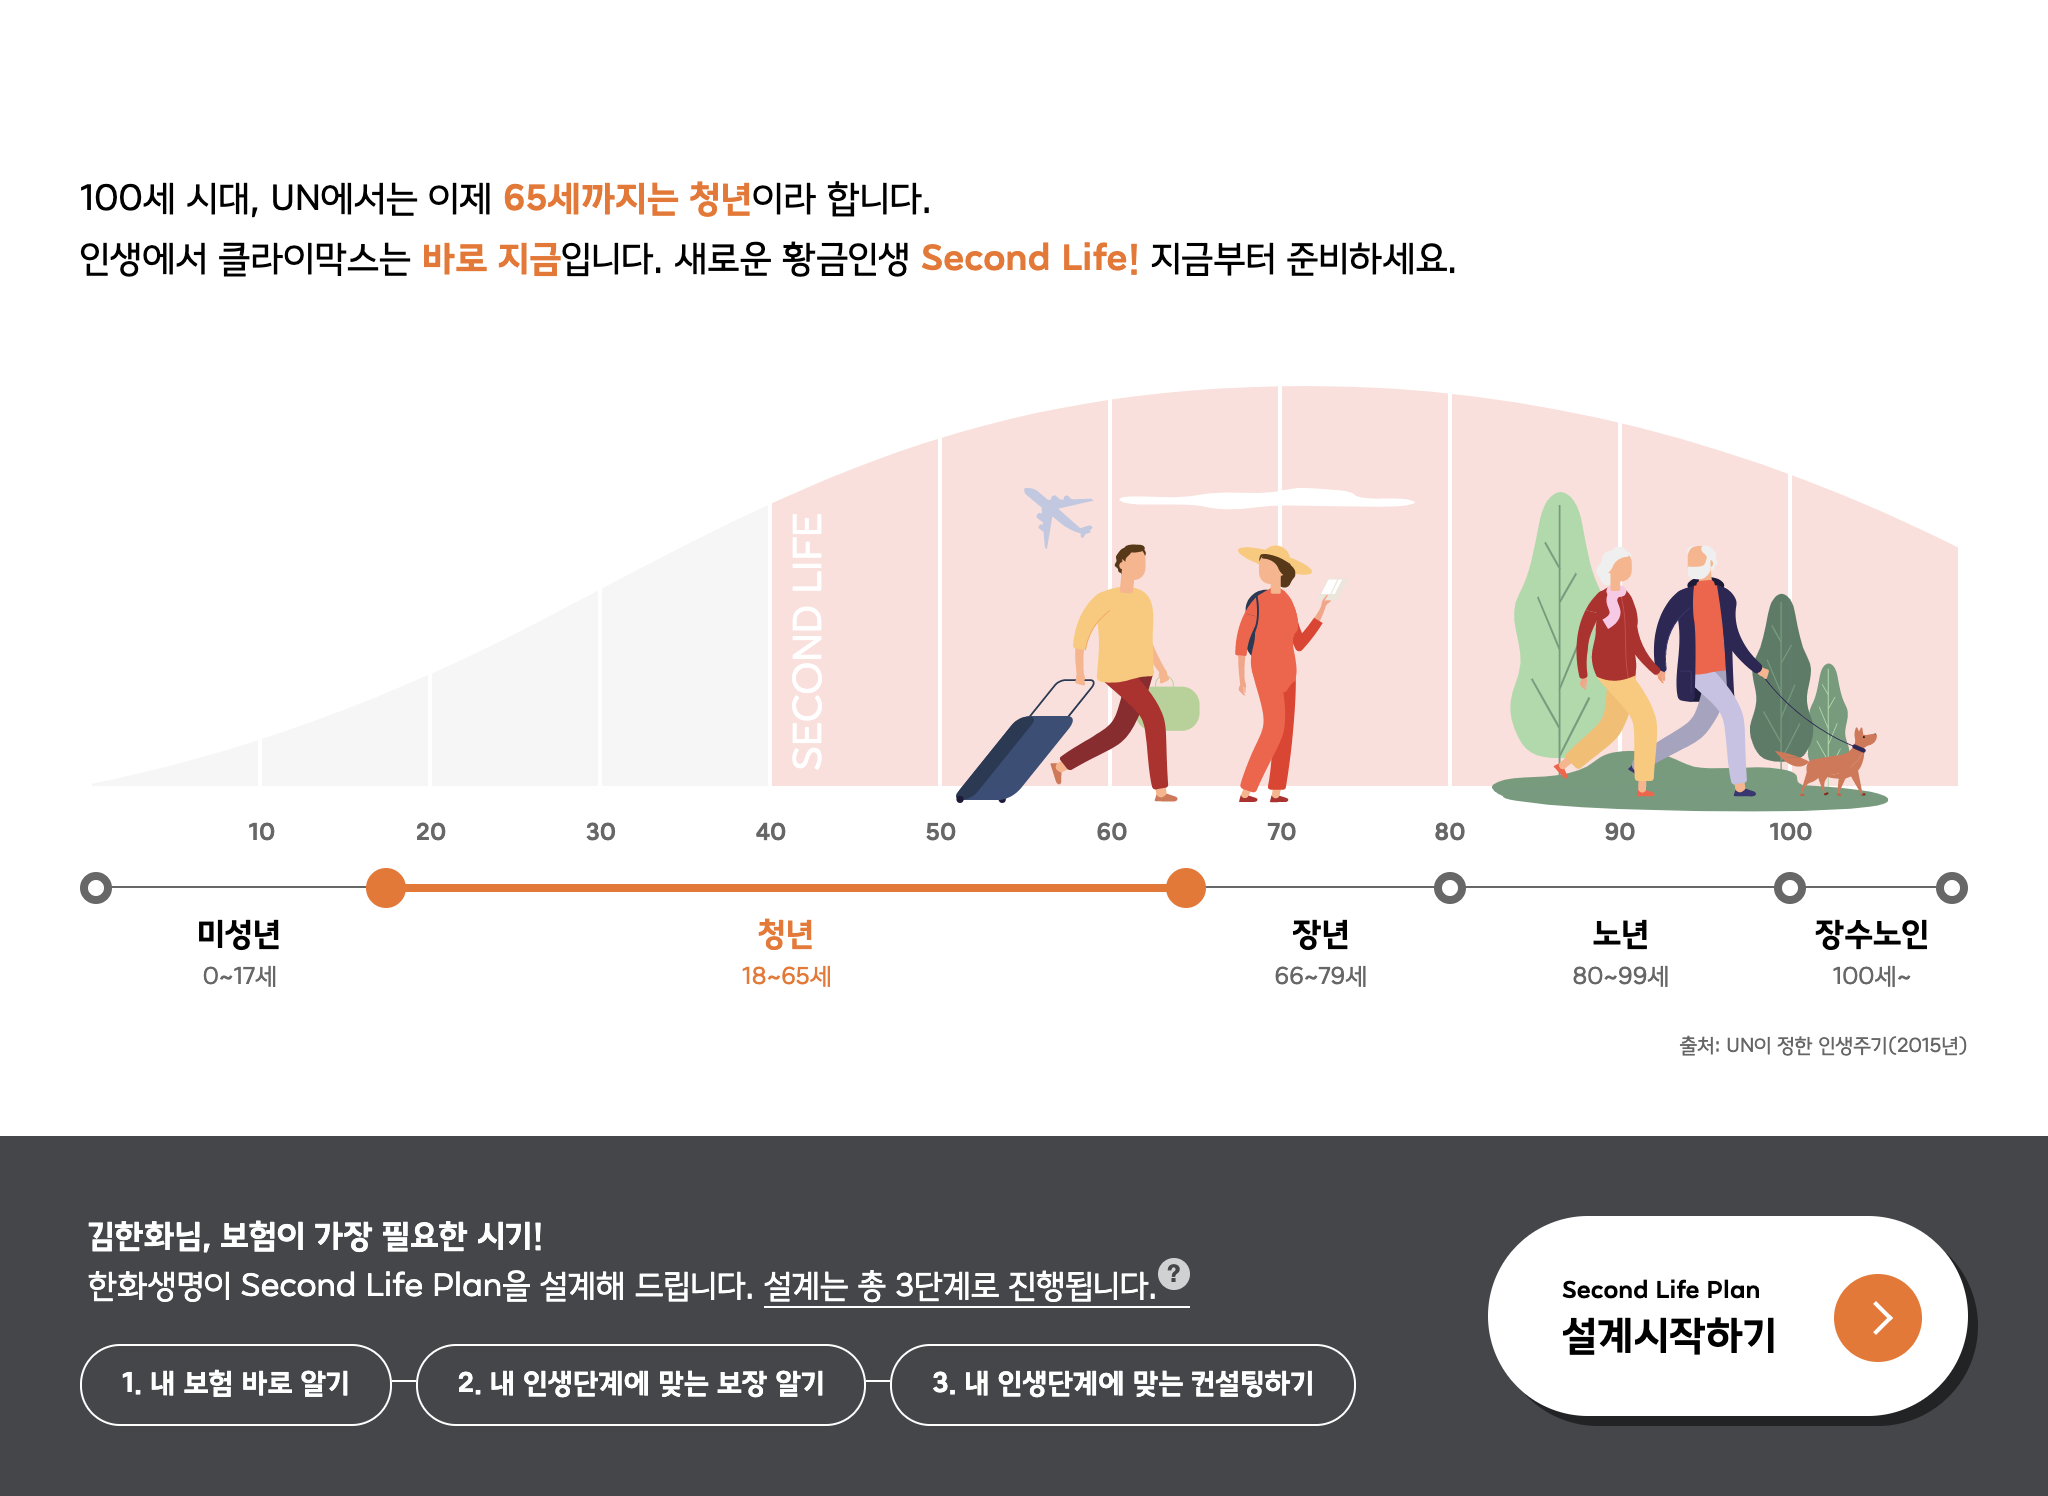 100세 시대, UN에서는 이제 65세까지는 청년이라 합니다.
인생에서 클라이막스는 바로 지금입니다. 새로운 황금인생 Second Life! 지금부터 준비하세요.
SECOND LIFE
10 20 30 40 50 60 70 80 90 100
미성년 청년 장년 노년 장수노인
0~17세 18~65세 66~79세 80~99세 100세~
출처: UN이 정한 인생주기(2015년)
김한화님, 보험이 가장 필요한 시기!
한화생명이 Second Life Plan을 설계해 드립니다. 설계는 총 3단계로 진행됩니다. ?
1. 내 보험 바로 알기
2. 내 인생단계에 맞는 보장 알기
3. 내 인생단계에 맞는 컨설팅하기
Second Life Plan
설계시작하기